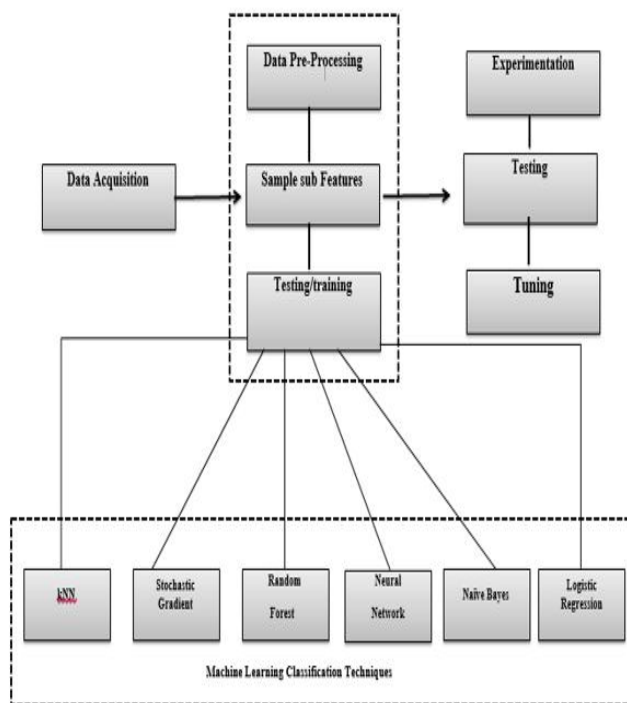 Data Pre-Processing
Experimentation
Data Acquisition
Sample sub Features
Testing
Testing/training
Tuning
kNN
Stochastic
Gradient
Random
Forest
Neural
Network
Naïve Bayes
Logistic
Regression
Machine Learning Classification Techniques